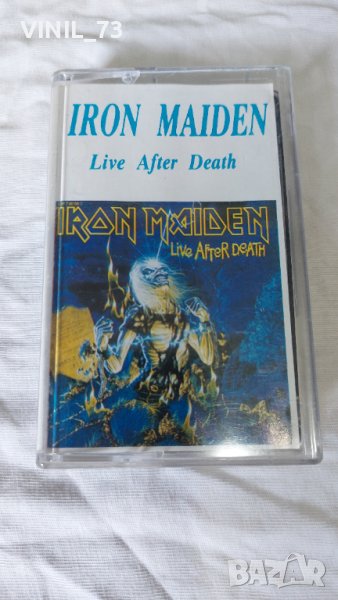 VINIL_73
IRON MAIDEN
Live After Death
IRON MAIDEN
LIVE AFTER DEATH
BAZAR